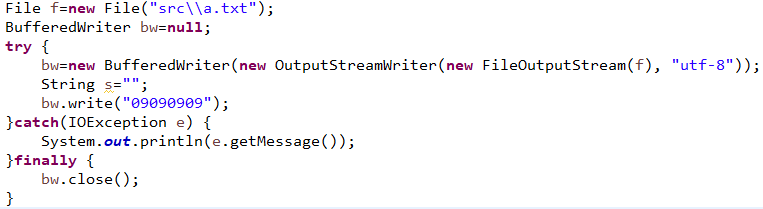 File f=new File("src\\a.txt");
BufferedWriter bw=null;
try {
    bw=new BufferedWriter(new OutputStreamWriter(new FileOutputStream(f), "utf-8"));
    String s="";
    bw.write("09090909");
}catch(IOException e) {
    System.out.println(e.getMessage());
}finally {
    bw.close();
}